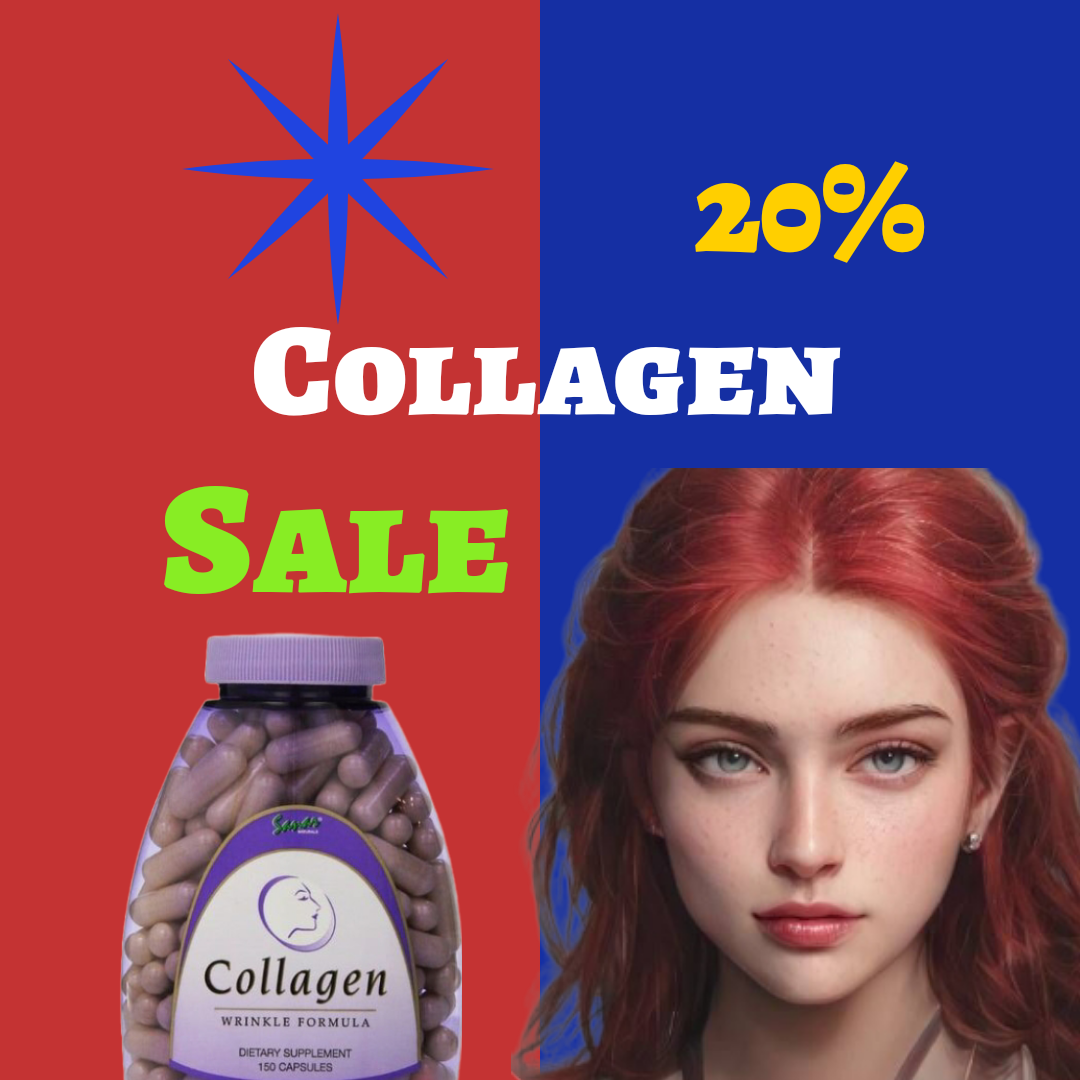 20%
Collagen
Sale
Collagen
WRINKLE FORMULA
DIETARY SUPPLEMENT
150 CAPSULES